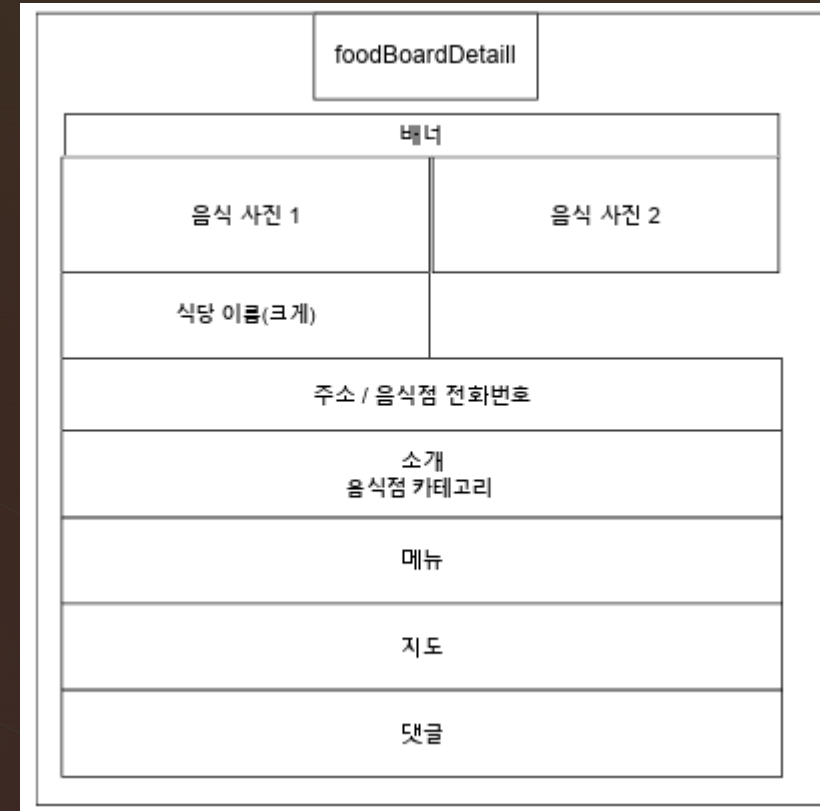 foodBoardDetaill
배너
음식 사진 1
음식 사진 2
식당 이름(크게)
주소 / 음식점 전화번호
소개
음식점 카테고리
메뉴
지도
댓글